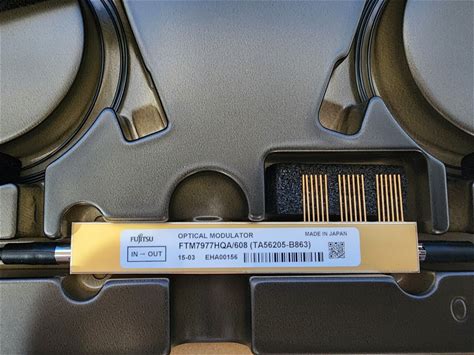 FUJITSU
OPTICAL MODULATOR MADE IN JAPAN
FTM7977HQA/608 (TA56205-B863)
IN → OUT
15-03 EHA00156